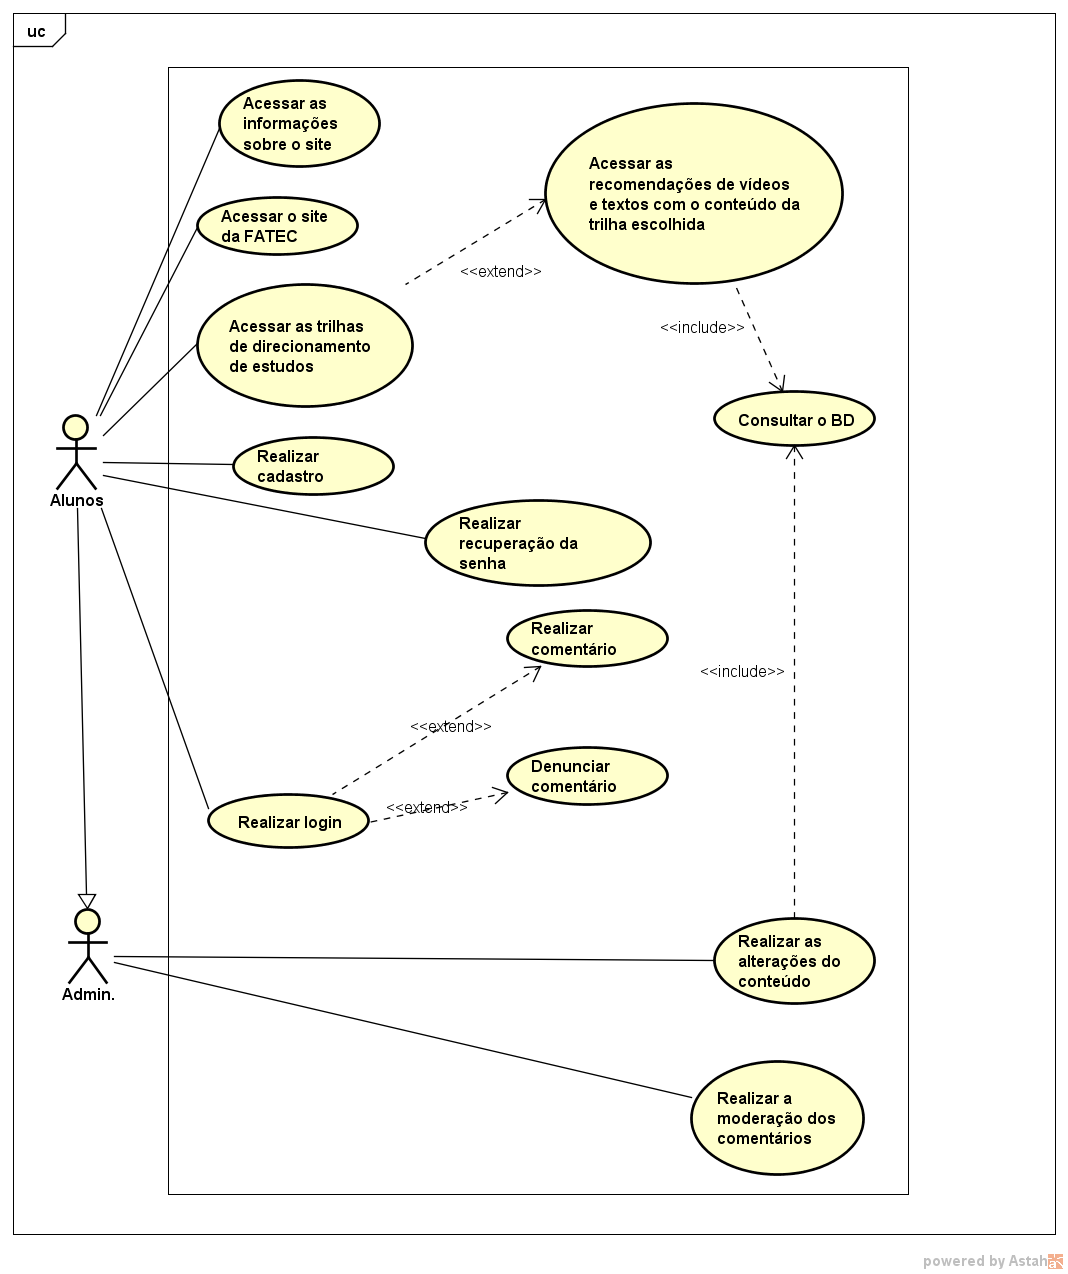 uc
Acessar as
informações
sobre o site
Acessar o site
da FATEC
Acessar as
recomendações de vídeos
e textos com o conteúdo da
trilha escolhida
<<extend>>
Acessar as trilhas
de direcionamento
de estudos
<<include>>
Consultar o BD
Realizar
cadastro
Alunos
Realizar
recuperação da
senha
Realizar
comentário
<<include>>
<<extend>>
Denunciar
comentário
<<extend>>
Realizar login
Realizar as
alterações do
conteúdo
Admin.
Realizar a
moderação dos
comentários
powered by Astah